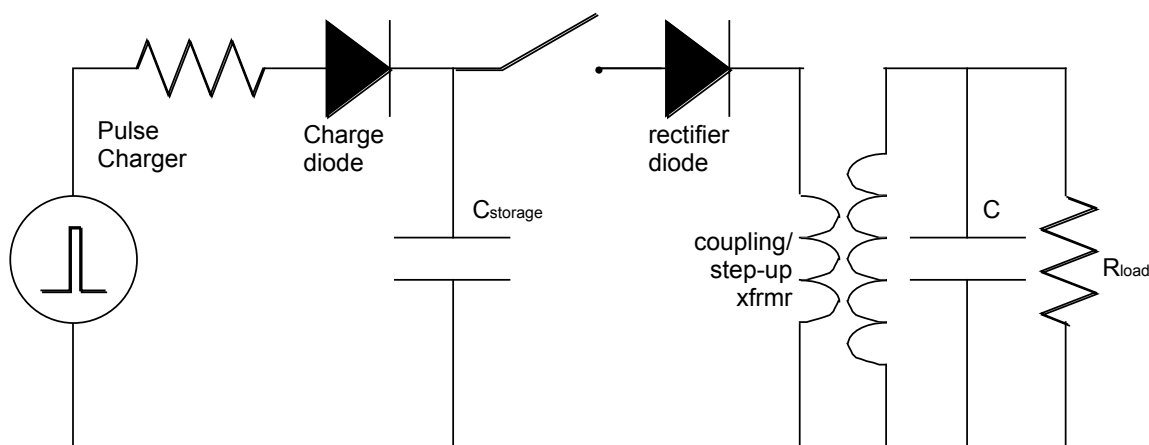 Pulse
Charger
Charge
diode
rectifier
diode
Cstorage
coupling/
step-up
xfrmr
C
Rload